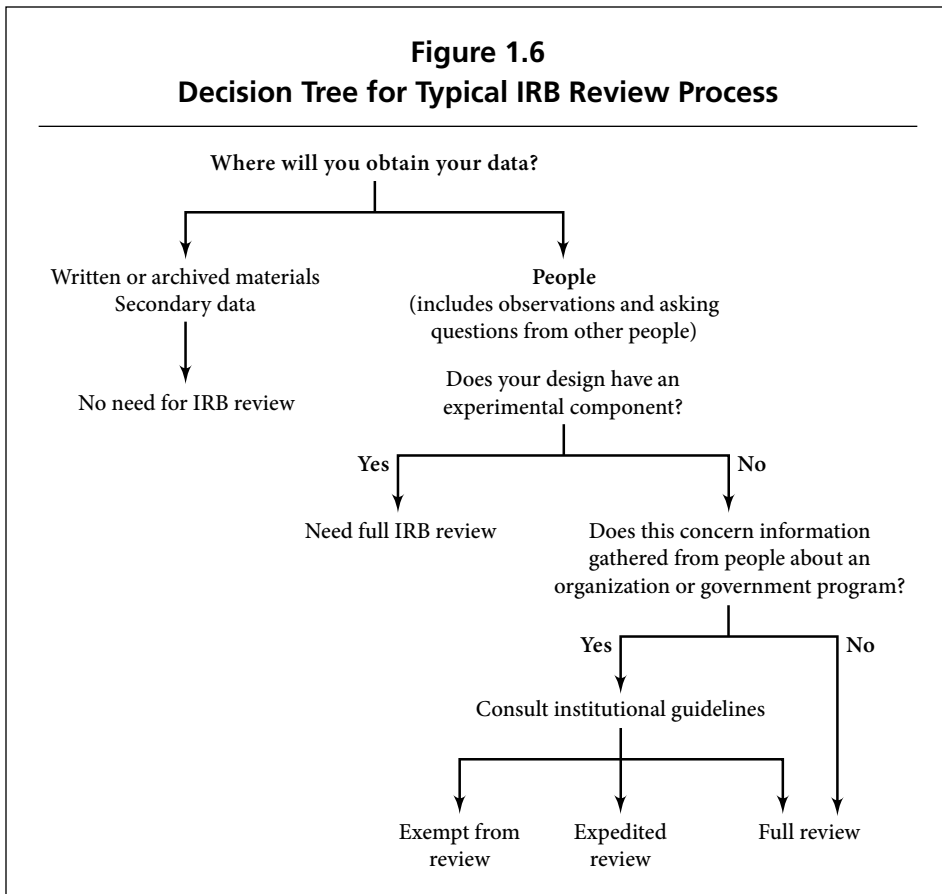 Figure 1.6
Decision Tree for Typical IRB Review Process
Where will you obtain your data?
Written or archived materials
Secondary data
People
(includes observations and asking
questions from other people)
No need for IRB review
Does your design have an
experimental component?
Yes
No
Need full IRB review
Does this concern information
gathered from people about an
organization or government program?
Yes
No
Consult institutional guidelines
Exempt from
review
Expedited
review
Full review